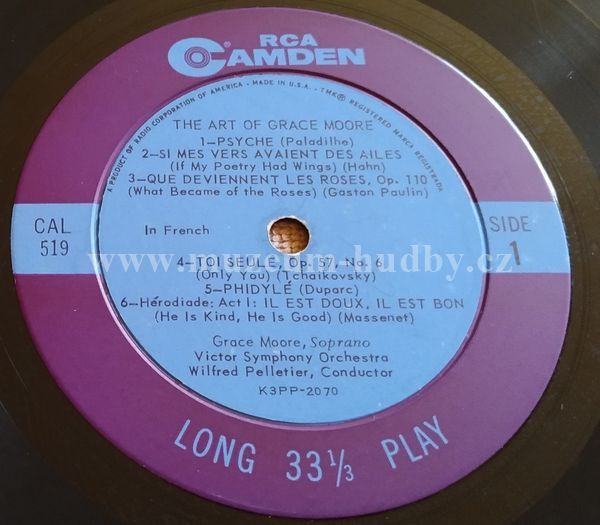 RCA
CAMDEN
A PRODUCT OF RADIO CORPORATION OF AMERICA - MADE IN U.S.A. - TMK® REGISTERED MARCA REGISTRADA
THE ART OF GRACE MOORE
1—PSYCHE (Paladilhe)
2—SI MES VERS AVAIENT DES AILES
(If My Poetry Had Wings) (Hahn)
3—QUE DEVIENNENT LES ROSES, Op. 110
(What Became of the Roses) (Gaston Paulin)
CAL
519
In French
SIDE
1
www.muzeum-hudby.cz
4—TOI SEULE, Op. 57, No. 6
(Only You) (Tchaikovsky)
5—PHIDYLÉ (Duparc)
6—Hérodiade: Act I: IL EST DOUX, IL EST BON
(He Is Kind, He Is Good) (Massenet)
Grace Moore, Soprano
Victor Symphony Orchestra
Wilfred Pelletier, Conductor
K3PP-2070
LONG 33⅓ PLAY